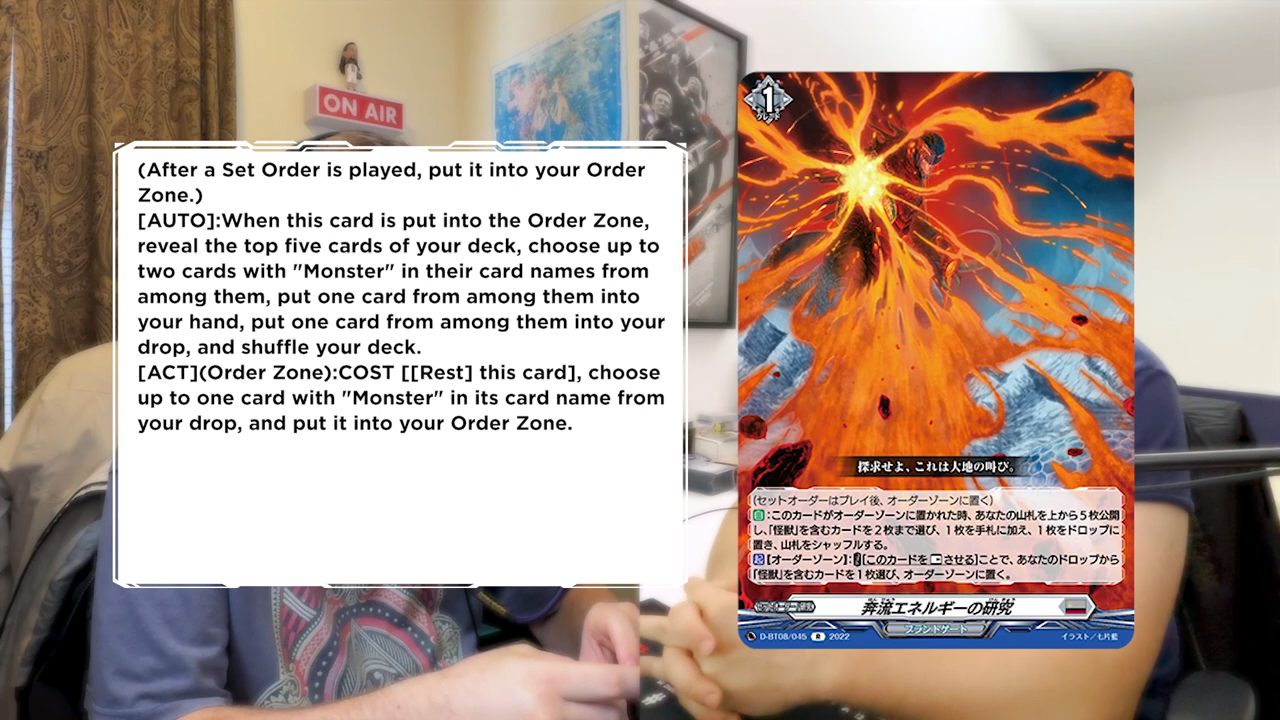 ON AIR
(After a Set Order is played, put it into your Order
Zone.)
[AUTO]:When this card is put into the Order Zone,
reveal the top five cards of your deck, choose up to
two cards with "Monster" in their card names from
among them, put one card from among them into
your hand, put one card from among them into your
drop, and shuffle your deck.
[ACT](Order Zone):COST [[Rest] this card], choose
up to one card with "Monster" in its card name from
your drop, and put it into your Order Zone.
1
グレード
探求せよ、これは大地の叫び。
(セットオーダーはプレイ後、オーダーゾーンに置く)
自:このカードがオーダーゾーンに置かれた時、あなたの山札を上から5枚公開
し、「怪獣」を含むカードを2枚まで選び、1枚を手札に加え、1枚をドロップに
置き、山札をシャッフルする。
起【オーダーゾーン】:[このカードを させる]ことで、あなたのドロップから
「怪獣」を含むカードを1枚選び、オーダーゾーンに置く。
奔流エネルギーの研究
ブラントゲート
D-BT08/045 R 2022 イラスト/七片藍